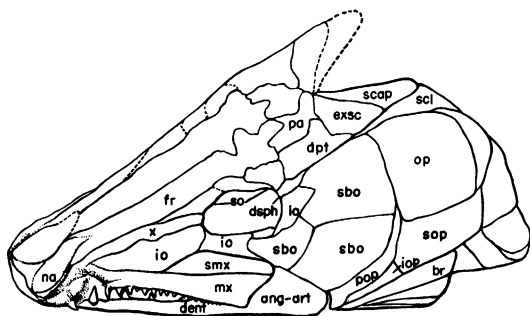 scap
scl
pa
exsc
dpt
op
fr
so
dsph
io
sbo
x
io
io
sbo
sbo
sop
na
smx
pop
iop
br
mx
ang-art
dent